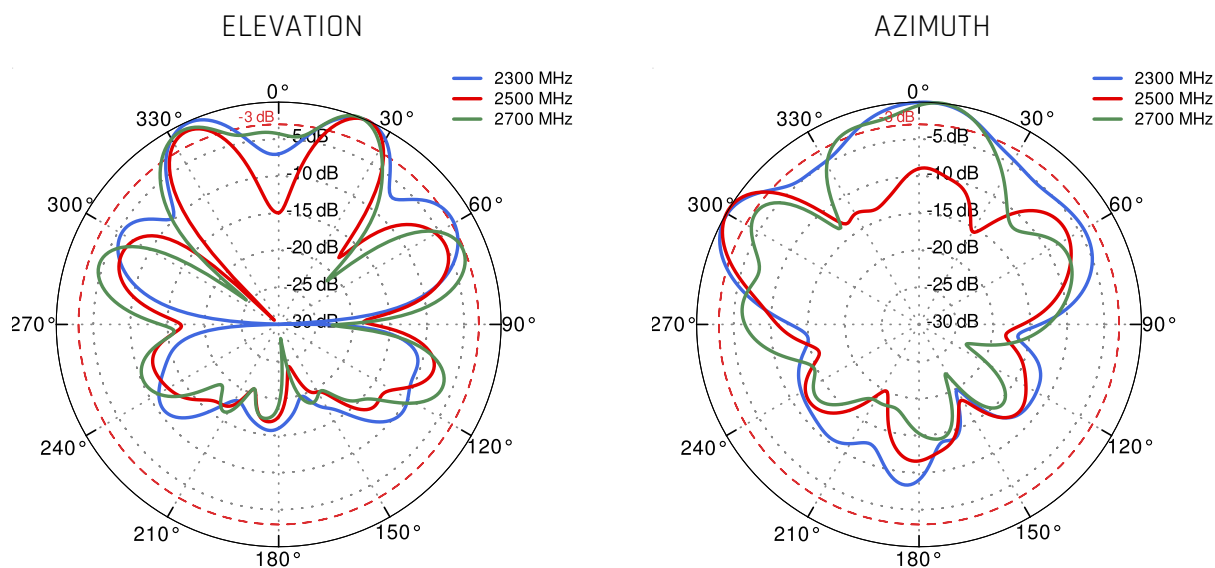 ELEVATION
2300 MHz
2500 MHz
2700 MHz
0°
30°
60°
90°
120°
150°
180°
210°
240°
270°
300°
330°
-3 dB
-5 dB
-10 dB
-15 dB
-20 dB
-25 dB
-30 dB
AZIMUTH
2300 MHz
2500 MHz
2700 MHz
0°
30°
60°
90°
120°
150°
180°
210°
240°
270°
300°
330°
-3 dB
-5 dB
-10 dB
-15 dB
-20 dB
-25 dB
-30 dB